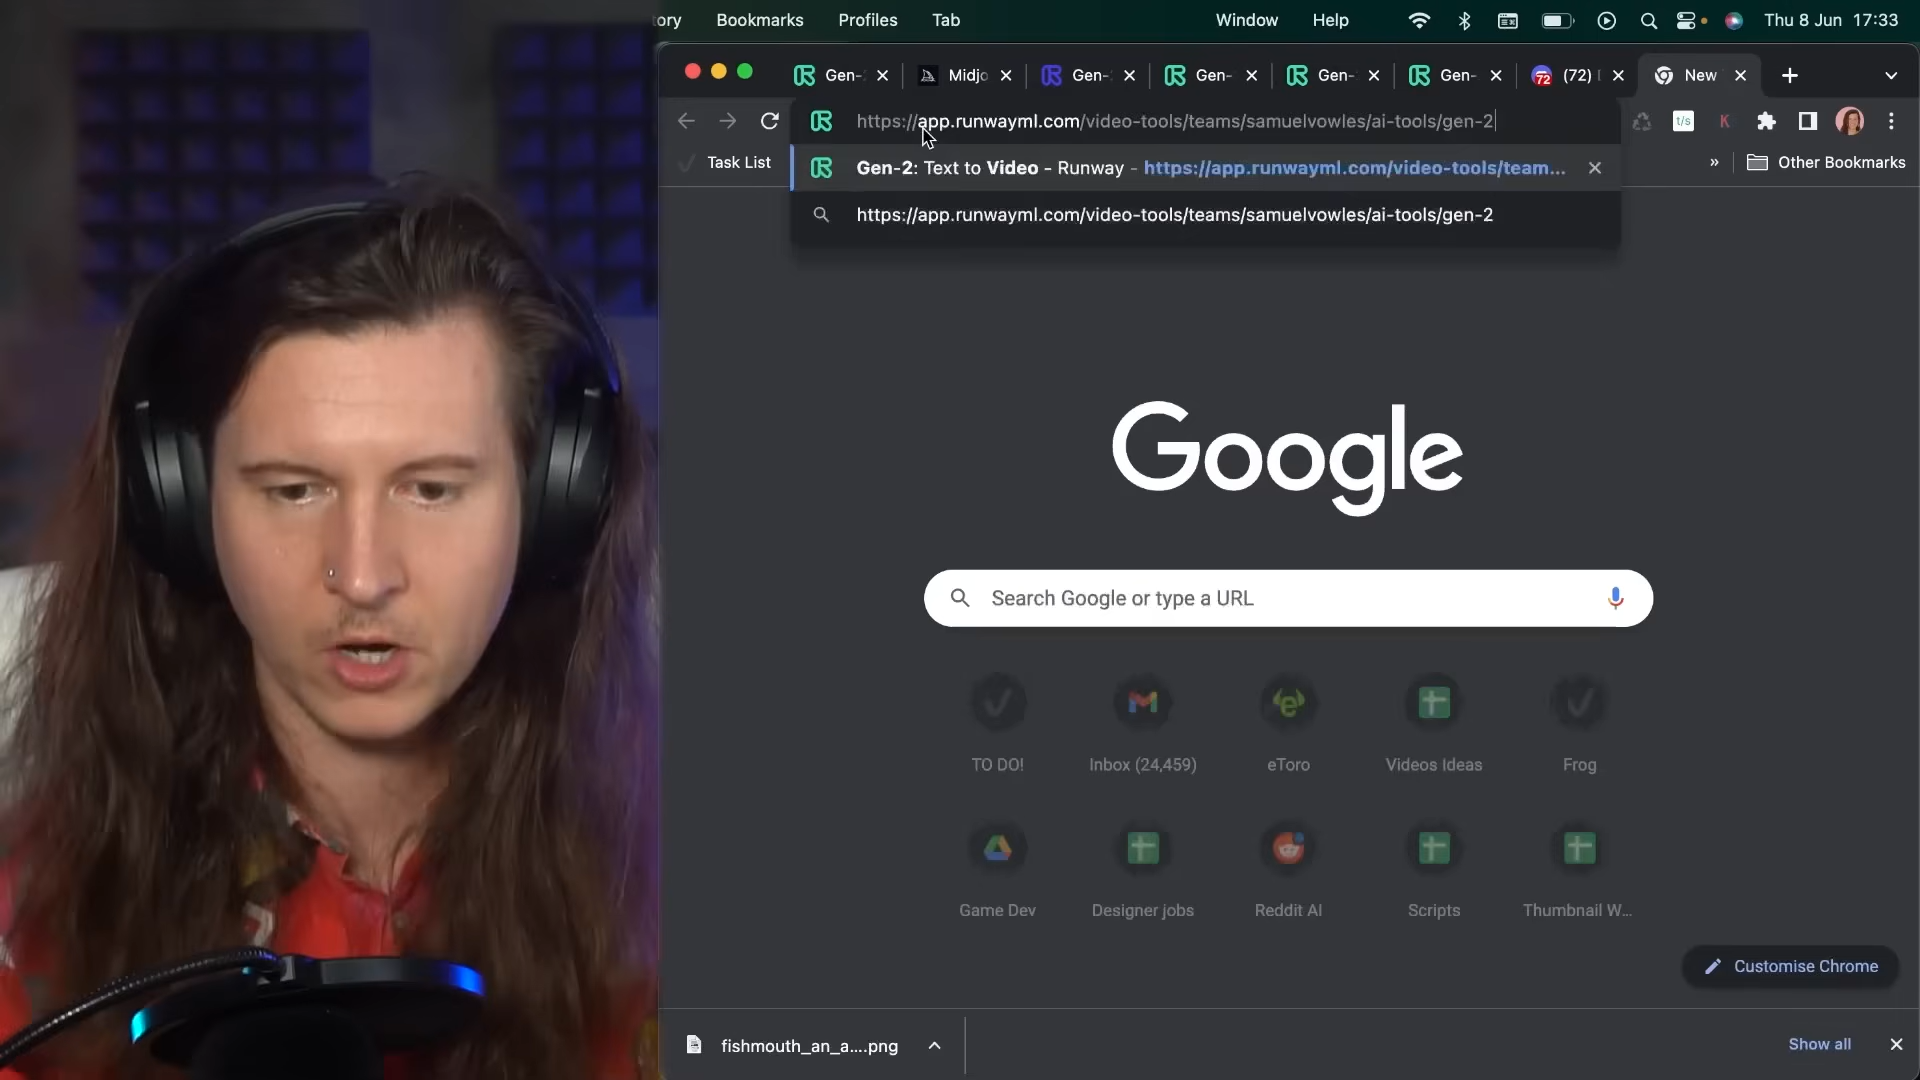 ory Bookmarks Profiles Tab Window Help Thu 8 Jun 17:33
Gen- Midjo Gen- Gen- Gen- Gen- 72 (72) New
https://app.runwayml.com/video-tools/teams/samuelvowles/ai-tools/gen-2
t/s K
Task List
Gen-2: Text to Video - Runway - https://app.runwayml.com/video-tools/team...
» Other Bookmarks
https://app.runwayml.com/video-tools/teams/samuelvowles/ai-tools/gen-2
Google
Search Google or type a URL
TO DO! Inbox (24,459) eToro Videos Ideas Frog
Game Dev Designer jobs Reddit AI Scripts Thumbnail W...
Customise Chrome
fishmouth_an_a....png
Show all